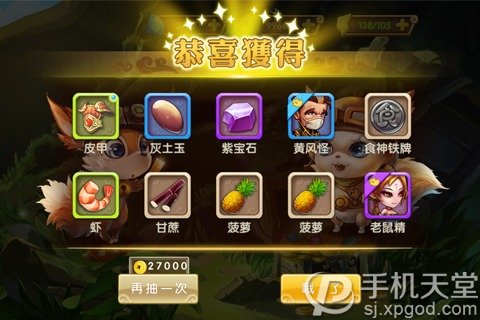 138/105
恭喜獲得
皮甲
灰土玉
紫宝石
黄风怪
食神铁牌
食
虾
甘蔗
菠萝
菠萝
老鼠精
27000
再抽一次
手机天堂
sj.xpgod.com